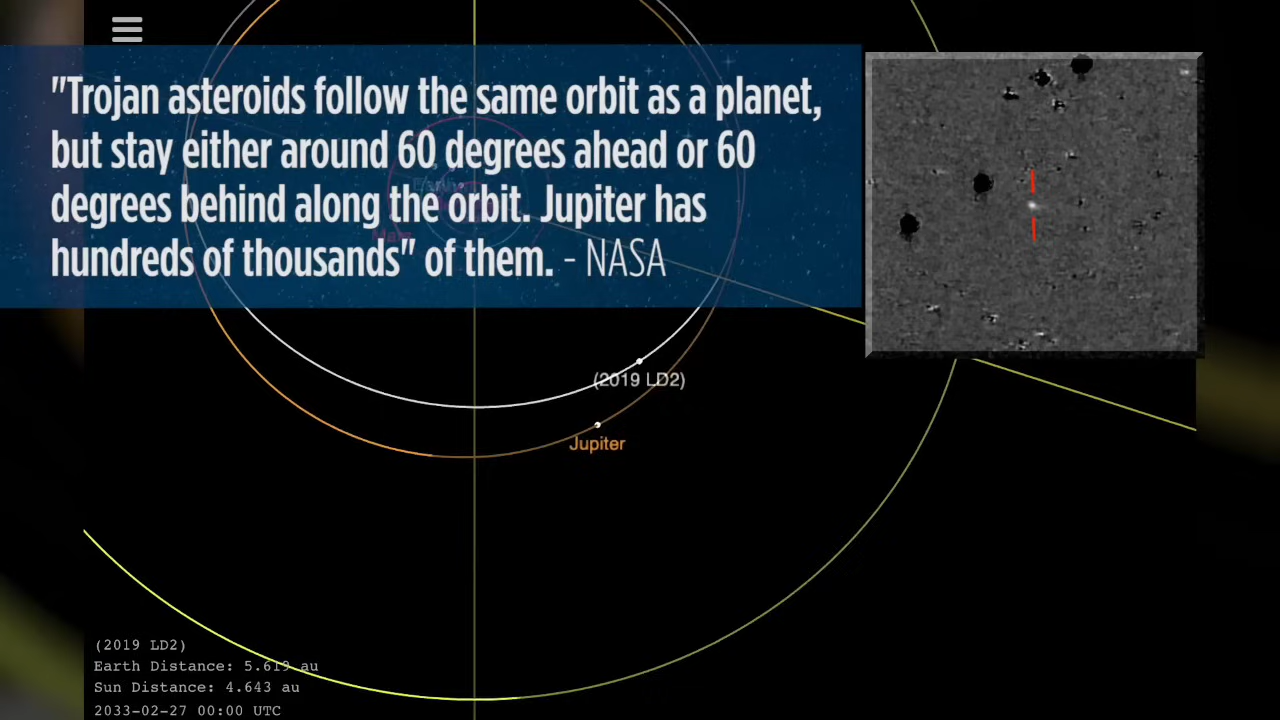 "Trojan asteroids follow the same orbit as a planet,
but stay either around 60 degrees ahead or 60
degrees behind along the orbit. Jupiter has
hundreds of thousands" of them. - NASA
Earth
Mars
(2019 LD2)
Jupiter
(2019 LD2)
Earth Distance: 5.619 au
Sun Distance: 4.643 au
2033-02-27 00:00 UTC